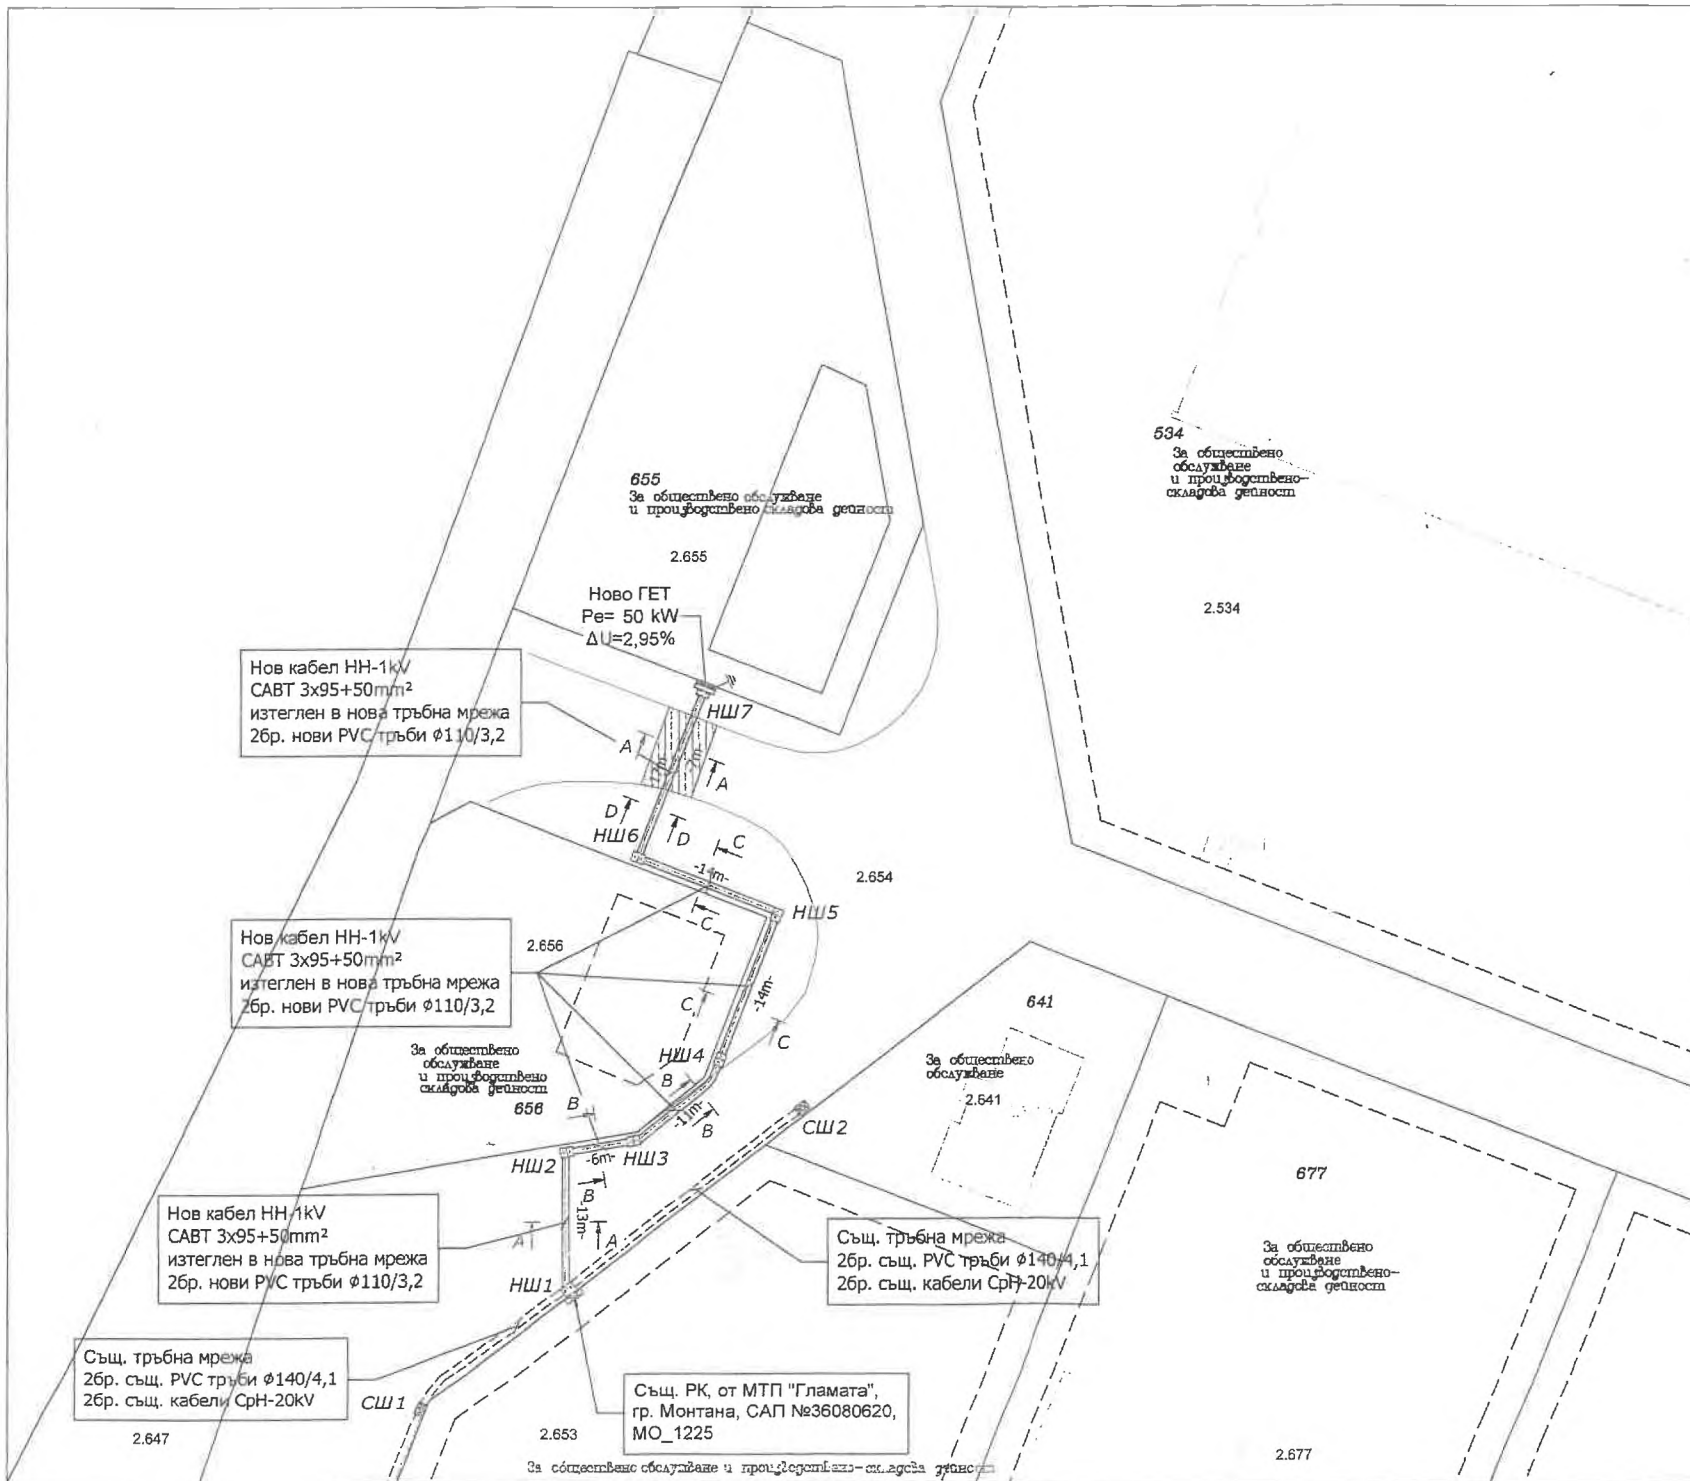 534
За обществено
обслужване
и производствено-
складова дейност
655
За обществено обслужване
и производствено складова дейност
2.655
Ново ГЕТ
Pe= 50 kW
ΔU=2,95%
2.534
Нов кабел НН-1kV
САВТ 3x95+50mm²
изтеглен в нова тръбна мрежа
2бр. нови PVC тръби ф110/3,2
НШ7
A
A
D
D
НШ6
C
-14m-
C
НШ5
2.654
Нов кабел НН-1kV
САВТ 3x95+50mm²
изтеглен в нова тръбна мрежа
2бр. нови PVC тръби ф110/3,2
2.656
-14m-
C
C
641
За обществено
обслужване
2.641
За обществено
обслужване
и производствено
складова дейност
656
НШ4
B
B
-11m-
B
СШ2
НШ2
-6m-
НШ3
B
677
Нов кабел НН-1kV
САВТ 3x95+50mm²
изтеглен в нова тръбна мрежа
2бр. нови PVC тръби ф110/3,2
-13m-
A
A
НШ1
Същ. тръбна мрежа
2бр. същ. PVC тръби ф140/4,1
2бр. същ. кабели СрН-20kV
За обществено
обслужване
и производствено-
складова дейност
Същ. тръбна мрежа
2бр. същ. PVC тръби ф140/4,1
2бр. същ. кабели СрН-20kV
СШ1
Същ. РК, от МТП "Гламата",
гр. Монтана, САП №36080620,
МО_1225
2.647
2.653
2.677
За обществено обслужване и производствено-складова дейност